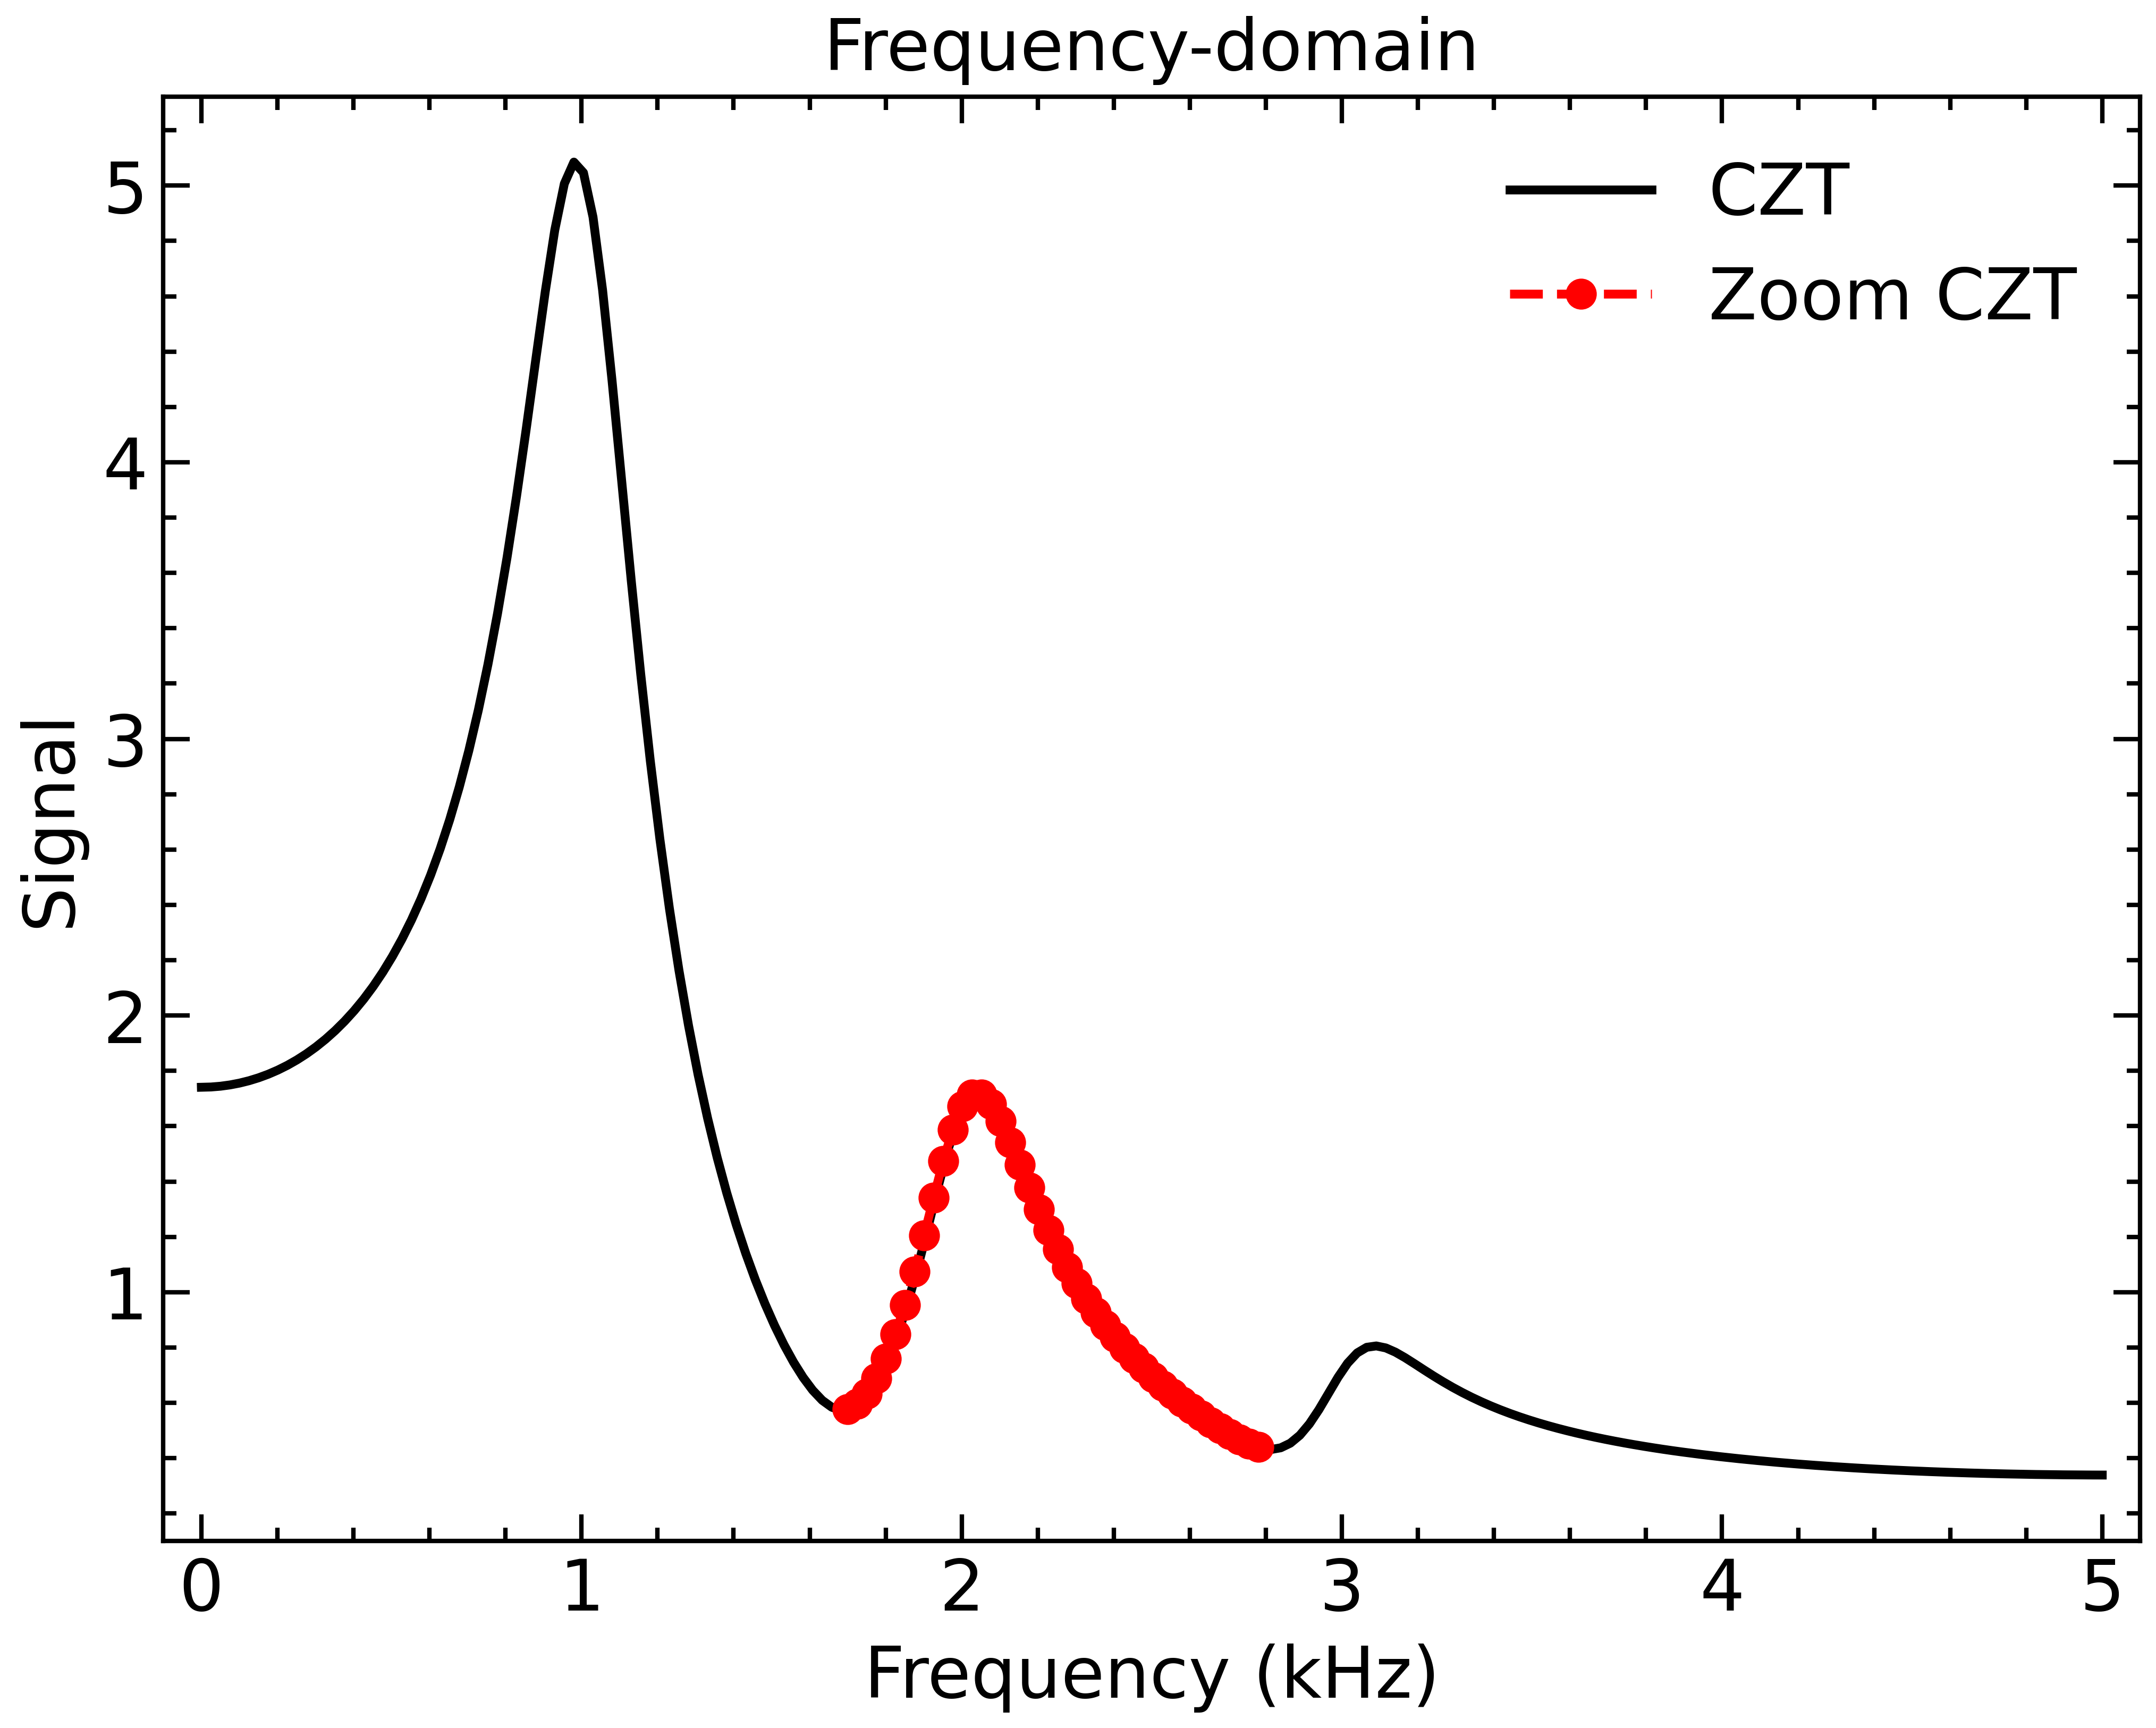 Frequency-domain
CZT
Zoom CZT
Signal
5
4
3
2
1
0 1 2 3 4 5
Frequency (kHz)